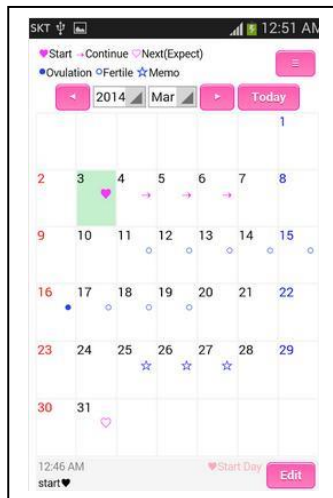 SKT 12:51 AM
♥Start →Continue ♡Next(Expect)
●Ovulation ○Fertile ☆Memo
2014 Mar Today
1
2 3 4 5 6 7 8
9 10 11 12 13 14 15
16 17 18 19 20 21 22
23 24 25 26 27 28 29
30 31
12:46 AM ♥Start Day Edit
start♥